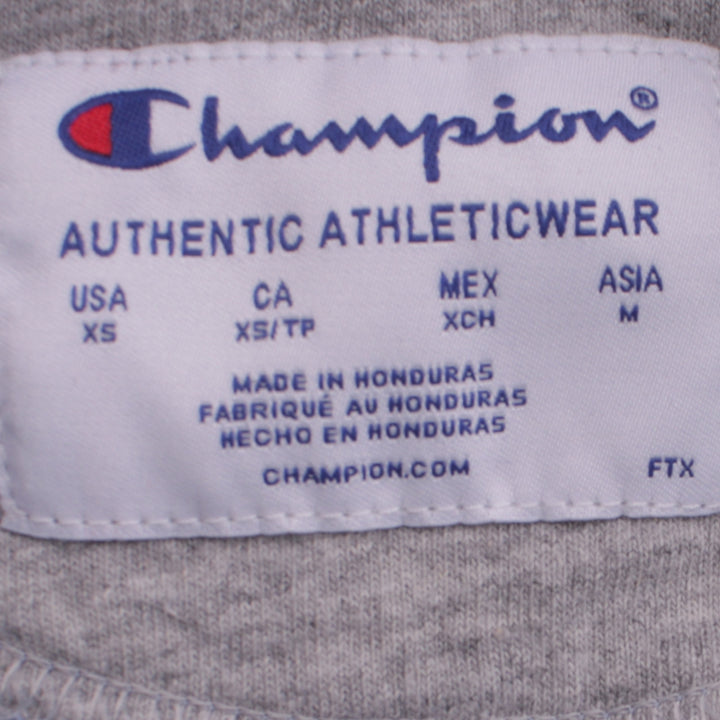 Champion®
AUTHENTIC ATHLETICWEAR
USA CA MEX ASIA
XS XS/TP XCH M
MADE IN HONDURAS
FABRIQUÉ AU HONDURAS
HECHO EN HONDURAS
CHAMPION.COM FTX